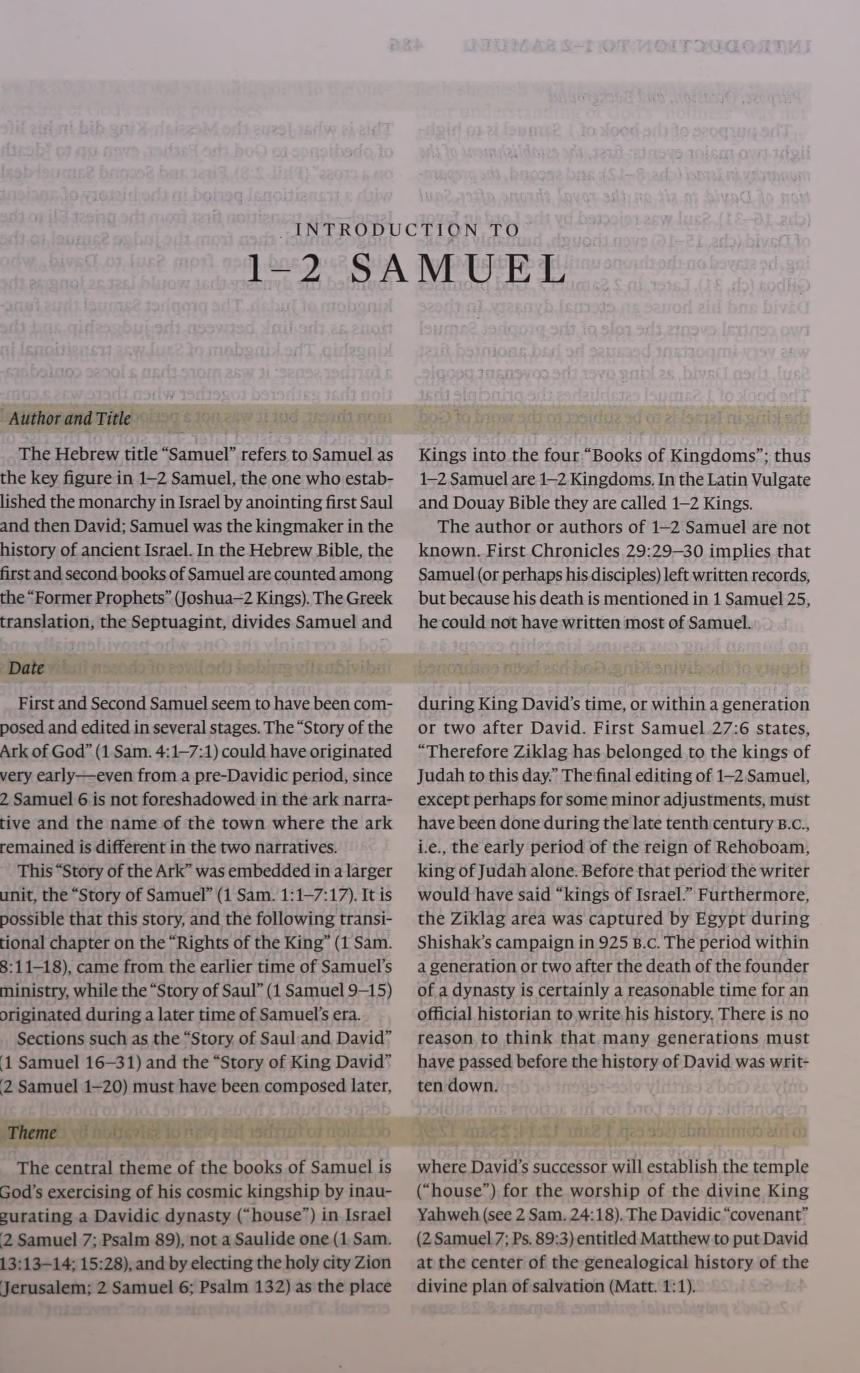 INTRODUCTION TO
1–2 SAMUEL
Author and Title
The Hebrew title “Samuel” refers to Samuel as
the key figure in 1–2 Samuel, the one who estab-
lished the monarchy in Israel by anointing first Saul
and then David; Samuel was the kingmaker in the
history of ancient Israel. In the Hebrew Bible, the
first and second books of Samuel are counted among
the “Former Prophets” (Joshua–2 Kings). The Greek
translation, the Septuagint, divides Samuel and
Kings into the four “Books of Kingdoms”; thus
1–2 Samuel are 1–2 Kingdoms. In the Latin Vulgate
and Douay Bible they are called 1–2 Kings.
The author or authors of 1–2 Samuel are not
known. First Chronicles 29:29–30 implies that
Samuel (or perhaps his disciples) left written records,
but because his death is mentioned in 1 Samuel 25,
he could not have written most of Samuel.
Date
First and Second Samuel seem to have been com-
posed and edited in several stages. The “Story of the
Ark of God” (1 Sam. 4:1–7:1) could have originated
very early—even from a pre-Davidic period, since
2 Samuel 6 is not foreshadowed in the ark narra-
tive and the name of the town where the ark
remained is different in the two narratives.
This “Story of the Ark” was embedded in a larger
unit, the “Story of Samuel” (1 Sam. 1:1–7:17). It is
possible that this story, and the following transi-
tional chapter on the “Rights of the King” (1 Sam.
8:11–18), came from the earlier time of Samuel’s
ministry, while the “Story of Saul” (1 Samuel 9–15)
originated during a later time of Samuel’s era.
Sections such as the “Story of Saul and David”
(1 Samuel 16–31) and the “Story of King David”
(2 Samuel 1–20) must have been composed later,
during King David’s time, or within a generation
or two after David. First Samuel 27:6 states,
“Therefore Ziklag has belonged to the kings of
Judah to this day.” The final editing of 1–2 Samuel,
except perhaps for some minor adjustments, must
have been done during the late tenth century B.C.,
i.e., the early period of the reign of Rehoboam,
king of Judah alone. Before that period the writer
would have said “kings of Israel.” Furthermore,
the Ziklag area was captured by Egypt during
Shishak’s campaign in 925 B.C. The period within
a generation or two after the death of the founder
of a dynasty is certainly a reasonable time for an
official historian to write his history. There is no
reason to think that many generations must
have passed before the history of David was writ-
ten down.
Theme
The central theme of the books of Samuel is
God’s exercising of his cosmic kingship by inau-
gurating a Davidic dynasty (“house”) in Israel
(2 Samuel 7; Psalm 89), not a Saulide one (1 Sam.
13:13–14; 15:28), and by electing the holy city Zion
(Jerusalem; 2 Samuel 6; Psalm 132) as the place
where David’s successor will establish the temple
(“house”) for the worship of the divine King
Yahweh (see 2 Sam. 24:18). The Davidic “covenant”
(2 Samuel 7; Ps. 89:3) entitled Matthew to put David
at the center of the genealogical history of the
divine plan of salvation (Matt. 1:1).